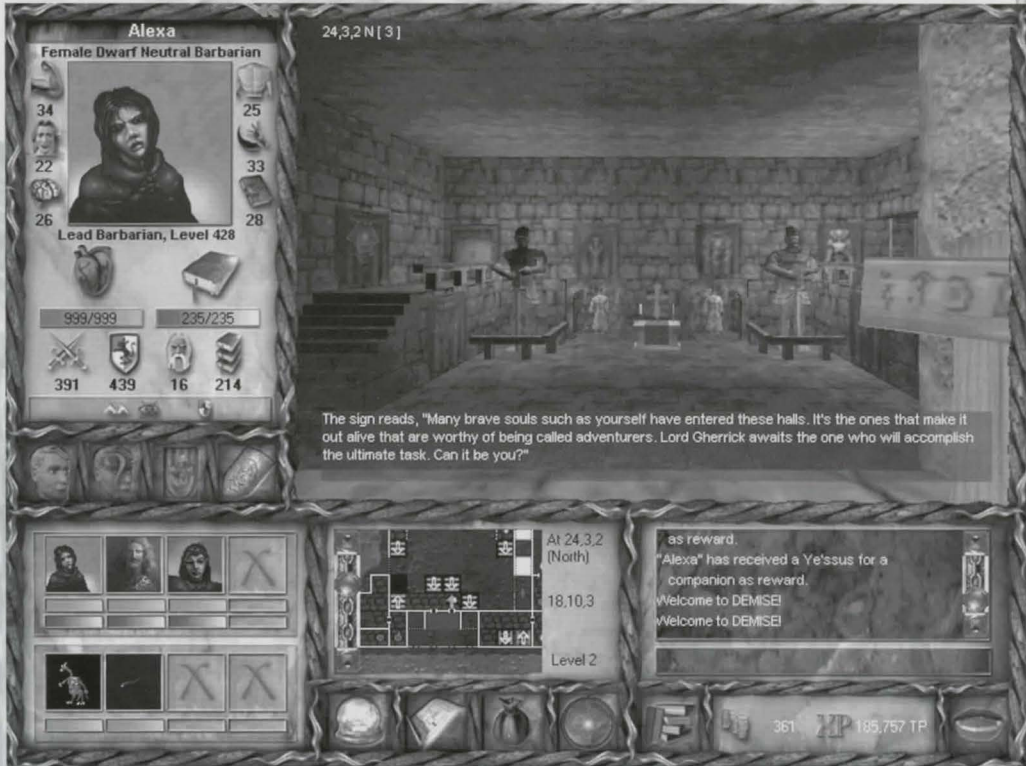 Alexa
Female Dwarf Neutral Barbarian
34
25
22
33
26
28
Lead Barbarian, Level 428
999/999
235/235
391
439
16
214
24,3,2 N [ 3 ]
The sign reads, "Many brave souls such as yourself have entered these halls. It's the ones that make it
out alive that are worthy of being called adventurers. Lord Gherrick awaits the one who will accomplish
the ultimate task. Can it be you?"
At 24,3,2
(North)
18,10,3
Level 2
as reward.
"Alexa" has received a Ye'ssus for a
companion as reward.
Welcome to DEMISE!
Welcome to DEMISE!
361
XP
185,757 TP